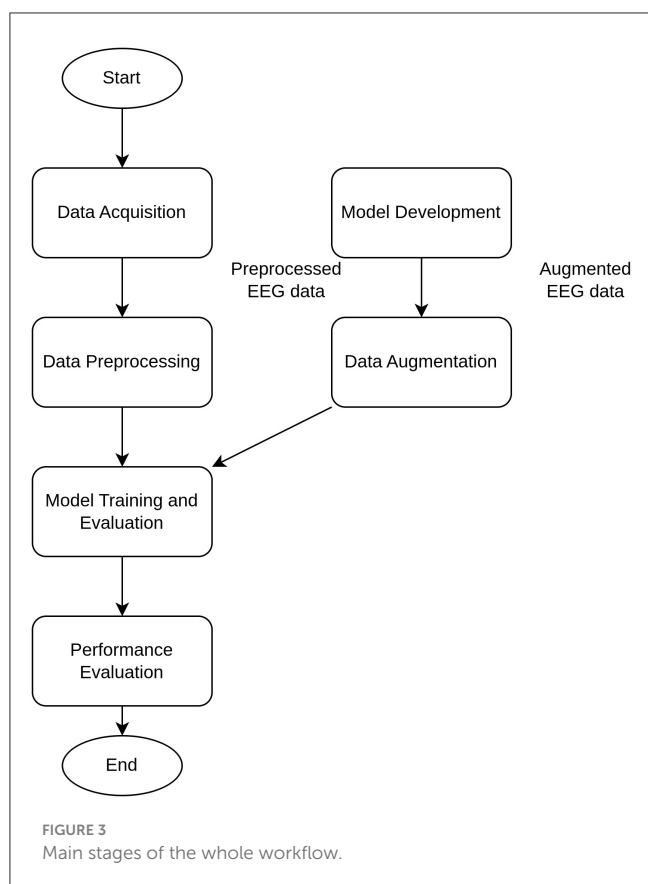 Start
Data Acquisition
Model Development
Preprocessed
EEG data
Augmented
EEG data
Data Preprocessing
Data Augmentation
Model Training and
Evaluation
Performance
Evaluation
End
FIGURE 3
Main stages of the whole workflow.